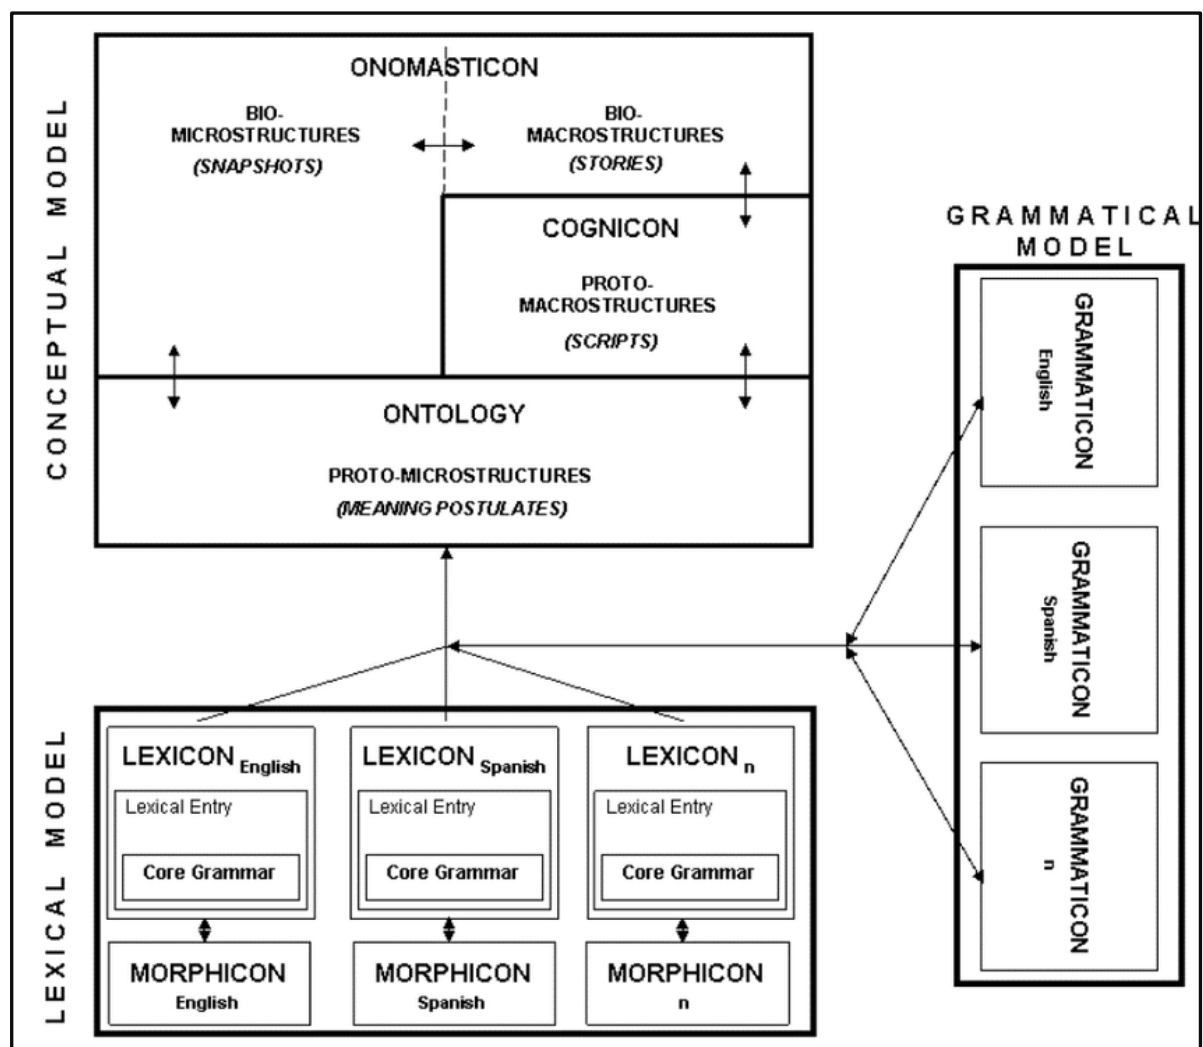 CONCEPTUAL MODEL
ONOMASTICON
BIO-
MICROSTRUCTURES
(SNAPSHOTS)
BIO-
MACROSTRUCTURES
(STORIES)
COGNICON
PROTO-
MACROSTRUCTURES
(SCRIPTS)
ONTOLOGY
PROTO-MICROSTRUCTURES
(MEANING POSTULATES)
GRAMMATICAL
MODEL
GRAMMATICON
English
GRAMMATICON
Spanish
GRAMMATICON
n
LEXICAL MODEL
LEXICON English
Lexical Entry
Core Grammar
MORPHICON
English
LEXICON Spanish
Lexical Entry
Core Grammar
MORPHICON
Spanish
LEXICON n
Lexical Entry
Core Grammar
MORPHICON
n